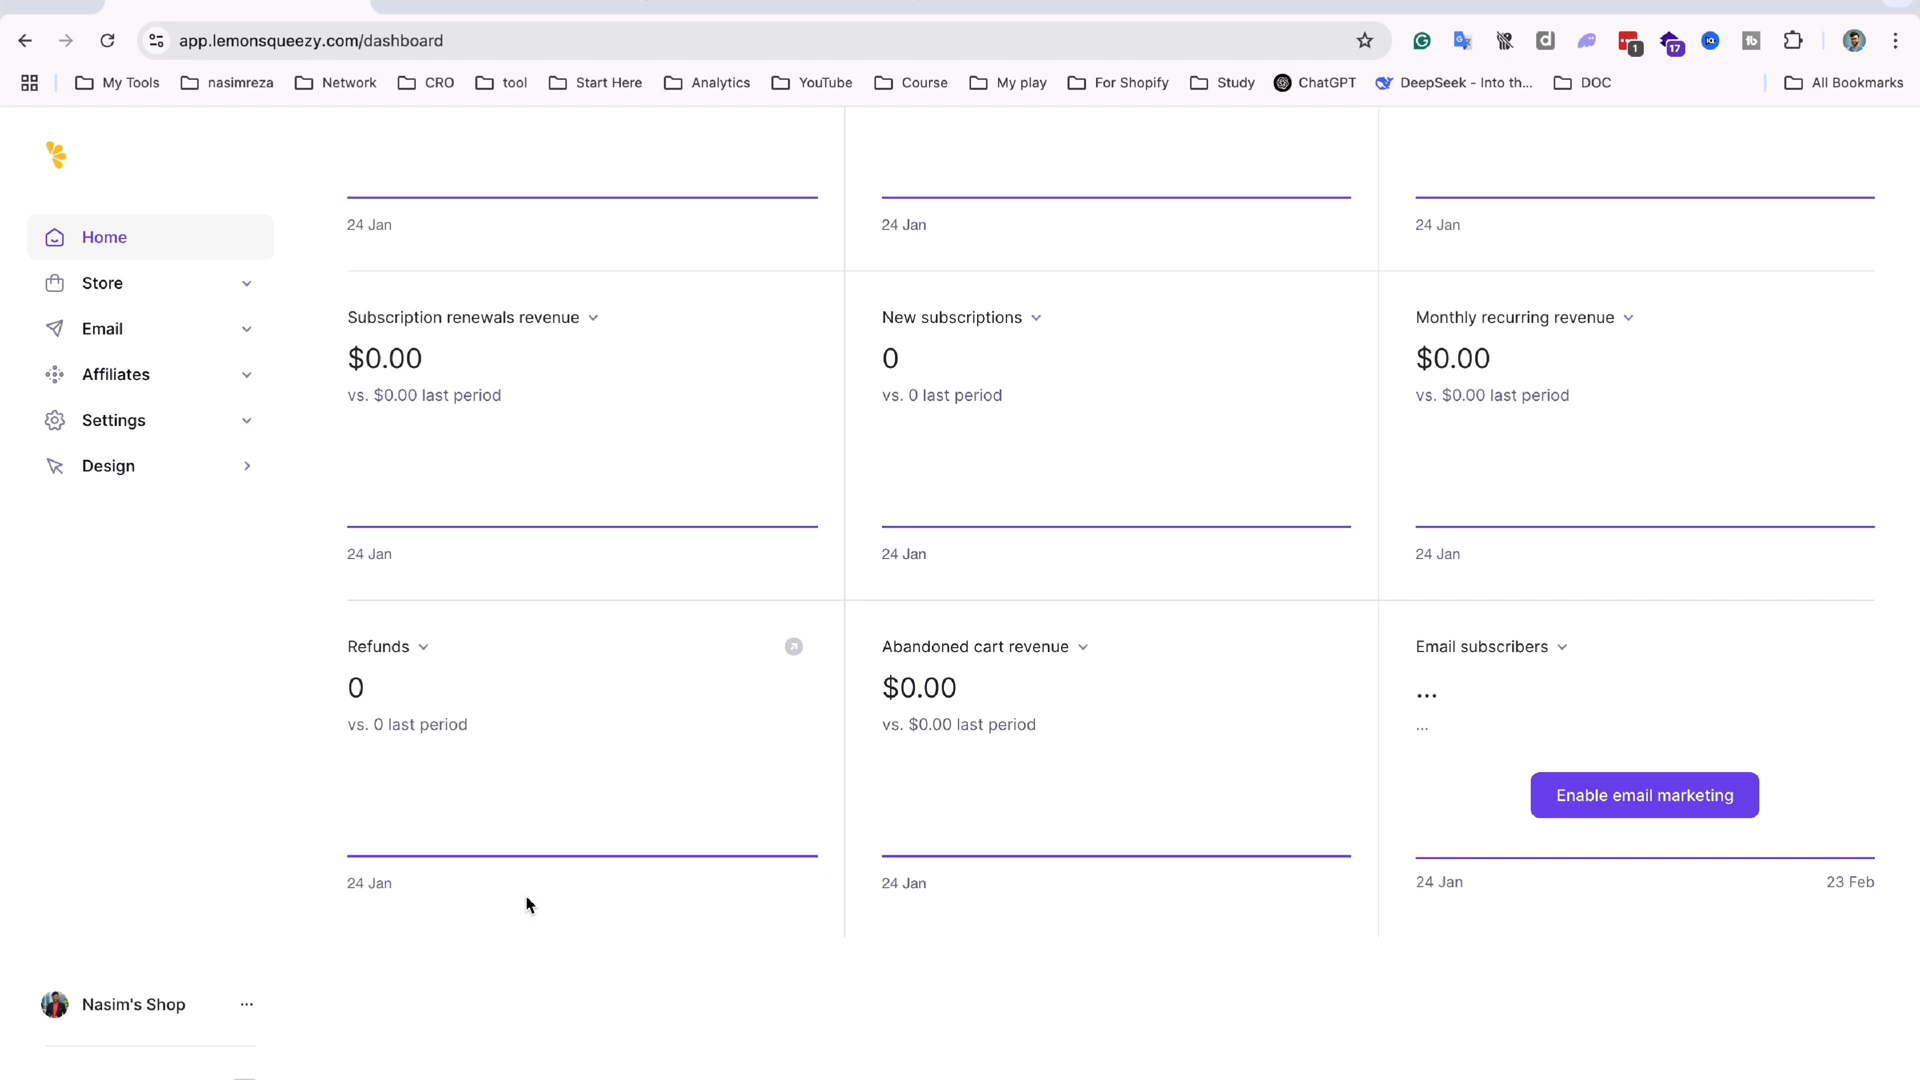 app.lemonsqueezy.com/dashboard
1
17
My Tools
nasimreza
Network
CRO
tool
Start Here
Analytics
YouTube
Course
My play
For Shopify
Study
ChatGPT
DeepSeek - Into th...
DOC
All Bookmarks
Home
Store
Email
Affiliates
Settings
Design
24 Jan
24 Jan
24 Jan
Subscription renewals revenue
$0.00
vs. $0.00 last period
24 Jan
New subscriptions
0
vs. 0 last period
24 Jan
Monthly recurring revenue
$0.00
vs. $0.00 last period
24 Jan
Refunds
0
vs. 0 last period
24 Jan
Abandoned cart revenue
$0.00
vs. $0.00 last period
24 Jan
Email subscribers
...
...
Enable email marketing
24 Jan
23 Feb
Nasim's Shop